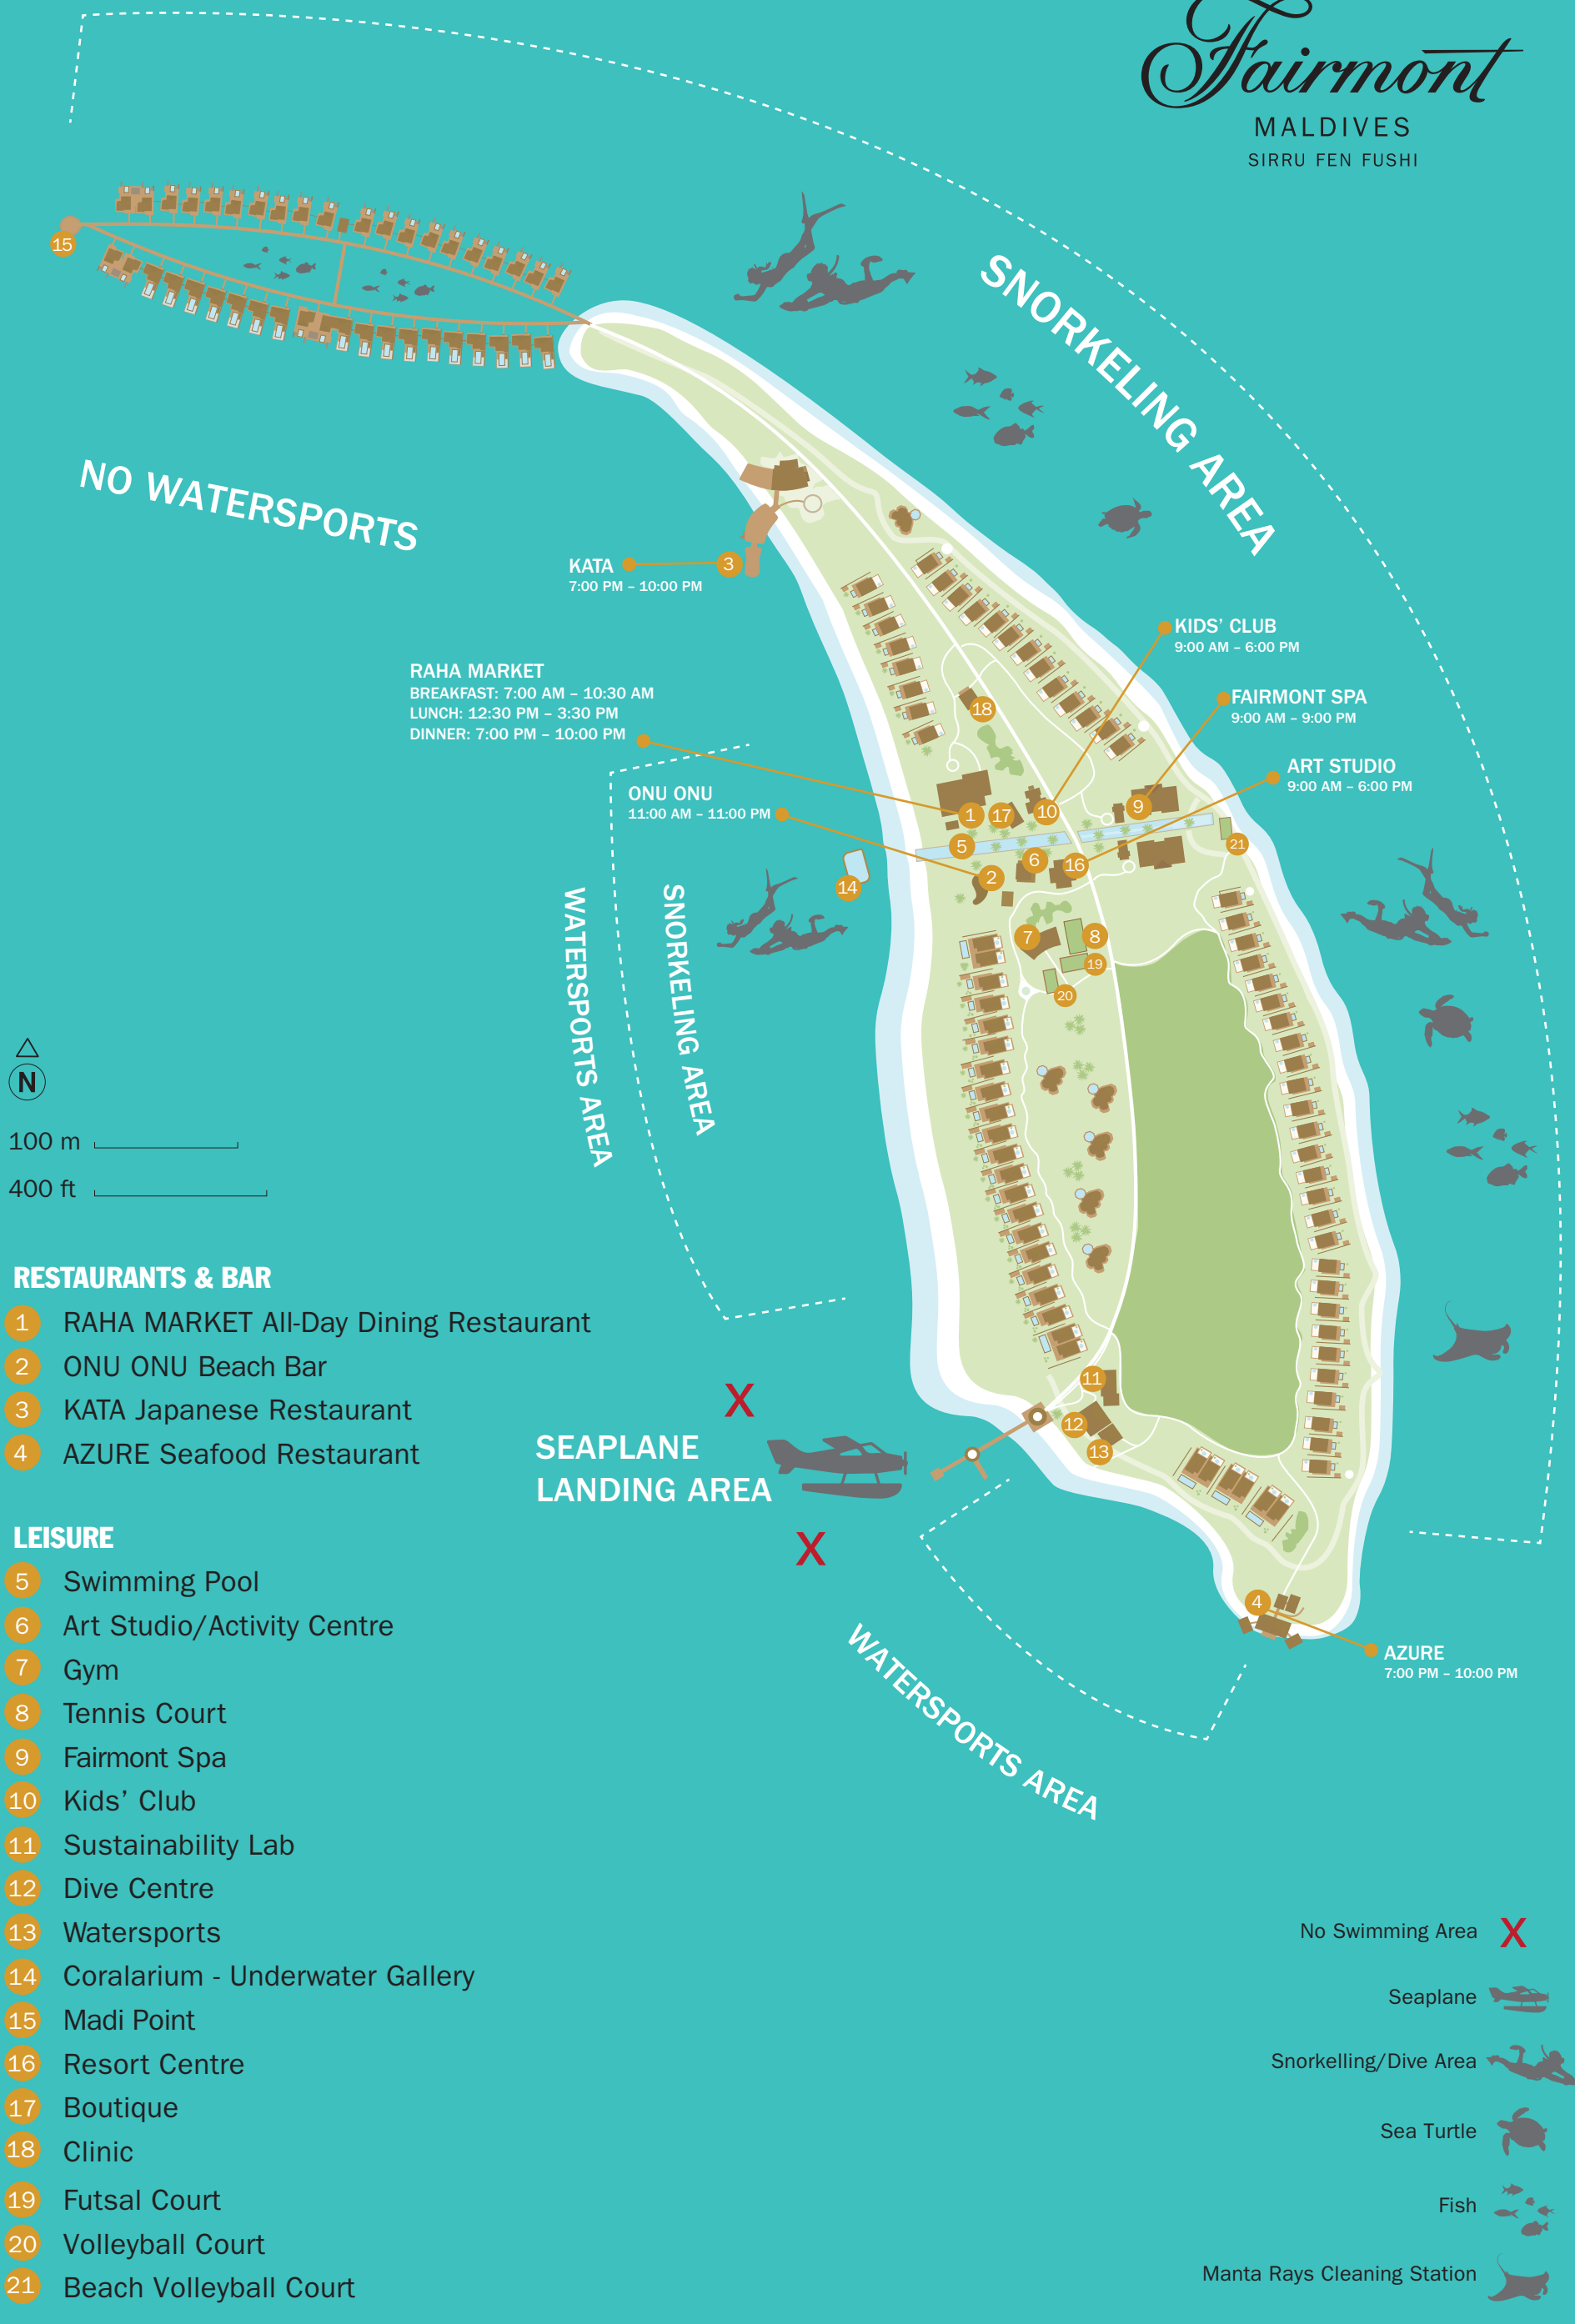 Fairmont
MALDIVES
SIRRU FEN FUSHI
15
SNORKELING AREA
NO WATERSPORTS
KATA
7:00 PM – 10:00 PM
3
KIDS’ CLUB
9:00 AM – 6:00 PM
RAHA MARKET
BREAKFAST: 7:00 AM – 10:30 AM
LUNCH: 12:30 PM – 3:30 PM
DINNER: 7:00 PM – 10:00 PM
FAIRMONT SPA
9:00 AM – 9:00 PM
18
ART STUDIO
9:00 AM – 6:00 PM
ONU ONU
11:00 AM – 11:00 PM
1
17
10
9
5
6
16
21
14
2
7
8
19
20
WATERSPORTS AREA
SNORKELING AREA
N
100 m
400 ft
11
12
13
X
SEAPLANE
LANDING AREA
X
4
AZURE
7:00 PM – 10:00 PM
WATERSPORTS AREA
RESTAURANTS & BAR
1 RAHA MARKET All-Day Dining Restaurant
2 ONU ONU Beach Bar
3 KATA Japanese Restaurant
4 AZURE Seafood Restaurant
LEISURE
5 Swimming Pool
6 Art Studio/Activity Centre
7 Gym
8 Tennis Court
9 Fairmont Spa
10 Kids’ Club
11 Sustainability Lab
12 Dive Centre
13 Watersports
14 Coralarium - Underwater Gallery
15 Madi Point
16 Resort Centre
17 Boutique
18 Clinic
19 Futsal Court
20 Volleyball Court
21 Beach Volleyball Court
No Swimming Area X
Seaplane
Snorkelling/Dive Area
Sea Turtle
Fish
Manta Rays Cleaning Station